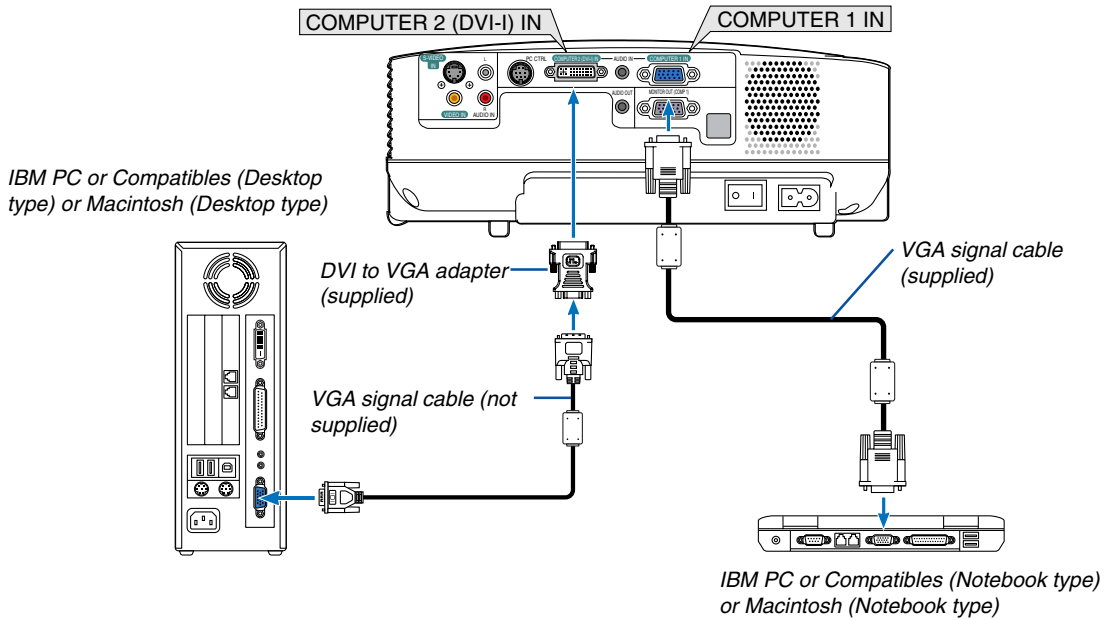 COMPUTER 2 (DVI-I) IN
COMPUTER 1 IN
S-VIDEO
IN
L
PC CTRL
COMPUTER 2 (DVI-I) IN
AUDIO IN
COMPUTER 1 IN
AUDIO OUT
MONITOR OUT (COMP 1)
VIDEO IN
R
AUDIO IN
IBM PC or Compatibles (Desktop
type) or Macintosh (Desktop type)
DVI to VGA adapter
(supplied)
VGA signal cable
(supplied)
VGA signal cable (not
supplied)
IBM PC or Compatibles (Notebook type)
or Macintosh (Notebook type)